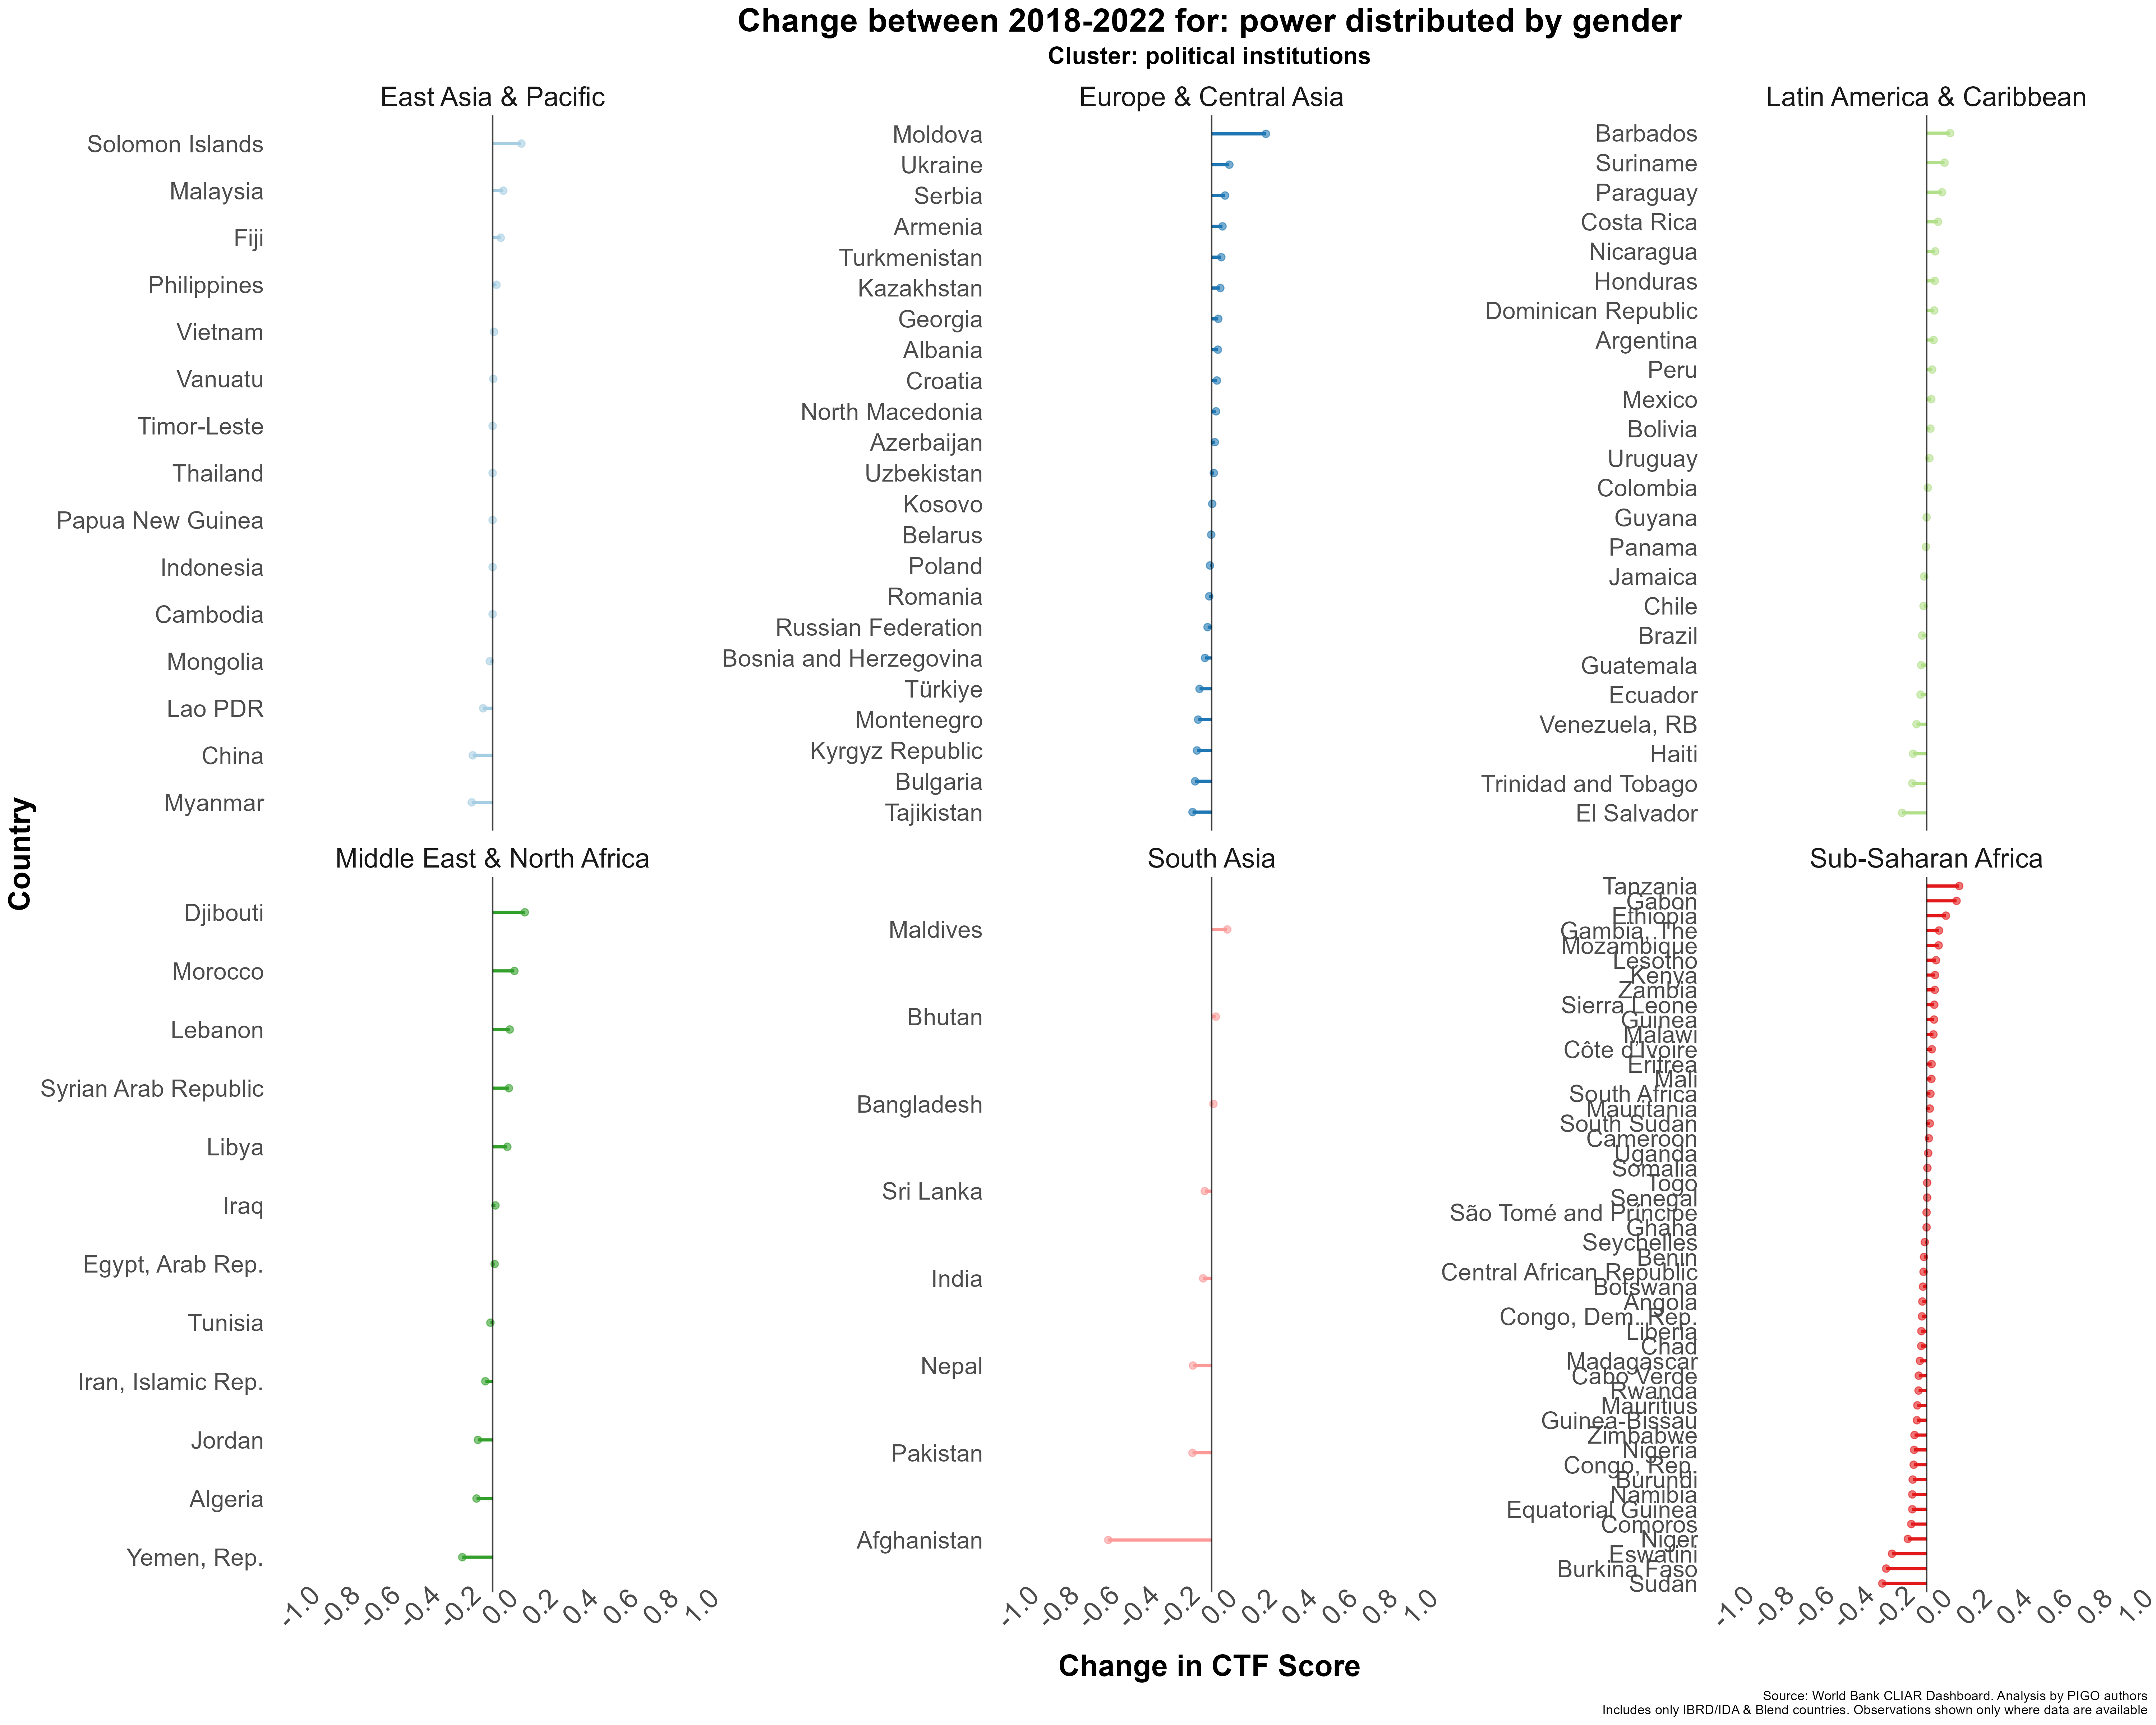 Change between 2018-2022 for: power distributed by gender
Cluster: political institutions
East Asia & Pacific
Solomon Islands
Malaysia
Fiji
Philippines
Vietnam
Vanuatu
Timor-Leste
Thailand
Papua New Guinea
Indonesia
Cambodia
Mongolia
Lao PDR
China
Myanmar
Europe & Central Asia
Moldova
Ukraine
Serbia
Armenia
Turkmenistan
Kazakhstan
Georgia
Albania
Croatia
North Macedonia
Azerbaijan
Uzbekistan
Kosovo
Belarus
Poland
Romania
Russian Federation
Bosnia and Herzegovina
Türkiye
Montenegro
Kyrgyz Republic
Bulgaria
Tajikistan
Latin America & Caribbean
Barbados
Suriname
Paraguay
Costa Rica
Nicaragua
Honduras
Dominican Republic
Argentina
Peru
Mexico
Bolivia
Uruguay
Colombia
Guyana
Panama
Jamaica
Chile
Brazil
Guatemala
Ecuador
Venezuela, RB
Haiti
Trinidad and Tobago
El Salvador
Country
Middle East & North Africa
Djibouti
Morocco
Lebanon
Syrian Arab Republic
Libya
Iraq
Egypt, Arab Rep.
Tunisia
Iran, Islamic Rep.
Jordan
Algeria
Yemen, Rep.
-1.0 -0.8 -0.6 -0.4 -0.2 0.0 0.2 0.4 0.6 0.8 1.0
South Asia
Maldives
Bhutan
Bangladesh
Sri Lanka
India
Nepal
Pakistan
Afghanistan
-1.0 -0.8 -0.6 -0.4 -0.2 0.0 0.2 0.4 0.6 0.8 1.0
Sub-Saharan Africa
Tanzania
Gabon
Ethiopia
Gambia, The
Mozambique
Lesotho
Kenya
Zambia
Sierra Leone
Guinea
Malawi
Côte d'Ivoire
Eritrea
Mali
South Africa
Mauritania
South Sudan
Cameroon
Uganda
Somalia
Togo
Senegal
São Tomé and Príncipe
Ghana
Seychelles
Benin
Central African Republic
Botswana
Angola
Congo, Dem. Rep.
Liberia
Chad
Madagascar
Cabo Verde
Rwanda
Mauritius
Guinea-Bissau
Zimbabwe
Nigeria
Congo, Rep.
Burundi
Namibia
Equatorial Guinea
Comoros
Niger
Eswatini
Burkina Faso
Sudan
-1.0 -0.8 -0.6 -0.4 -0.2 0.0 0.2 0.4 0.6 0.8 1.0
Change in CTF Score
Source: World Bank CLIAR Dashboard. Analysis by PIGO authors
Includes only IBRD/IDA & Blend countries. Observations shown only where data are available